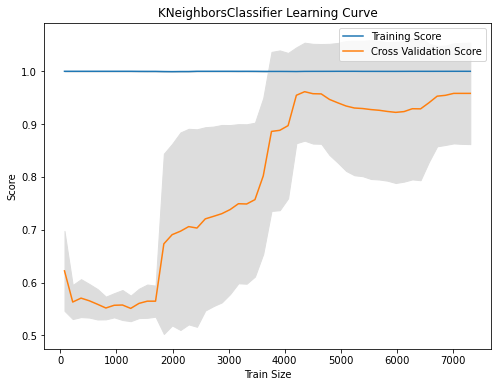 KNeighborsClassifier Learning Curve
Training Score
Cross Validation Score
Score
1.0
0.9
0.8
0.7
0.6
0.5
0 1000 2000 3000 4000 5000 6000 7000
Train Size